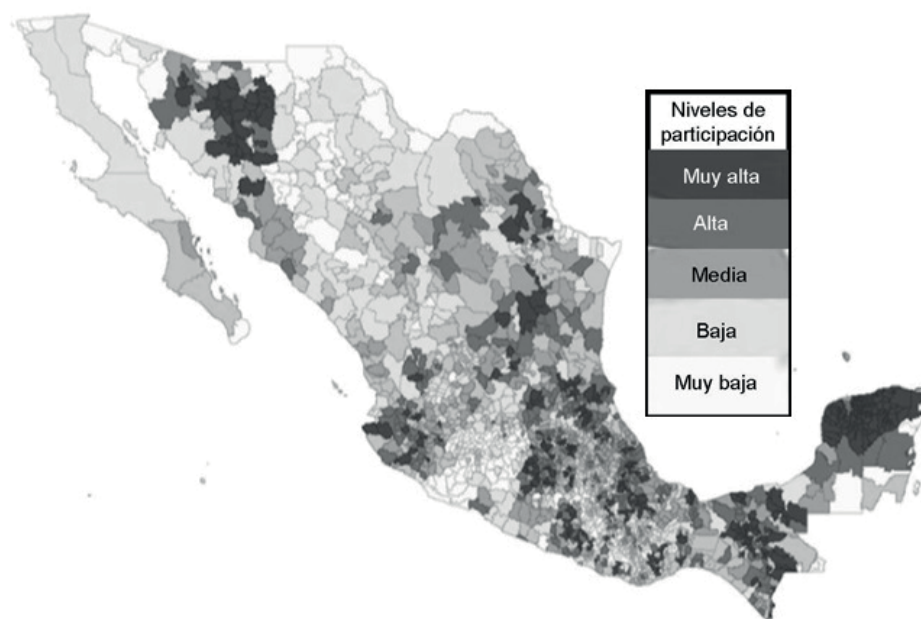 Niveles de
participación
Muy alta
Alta
Media
Baja
Muy baja